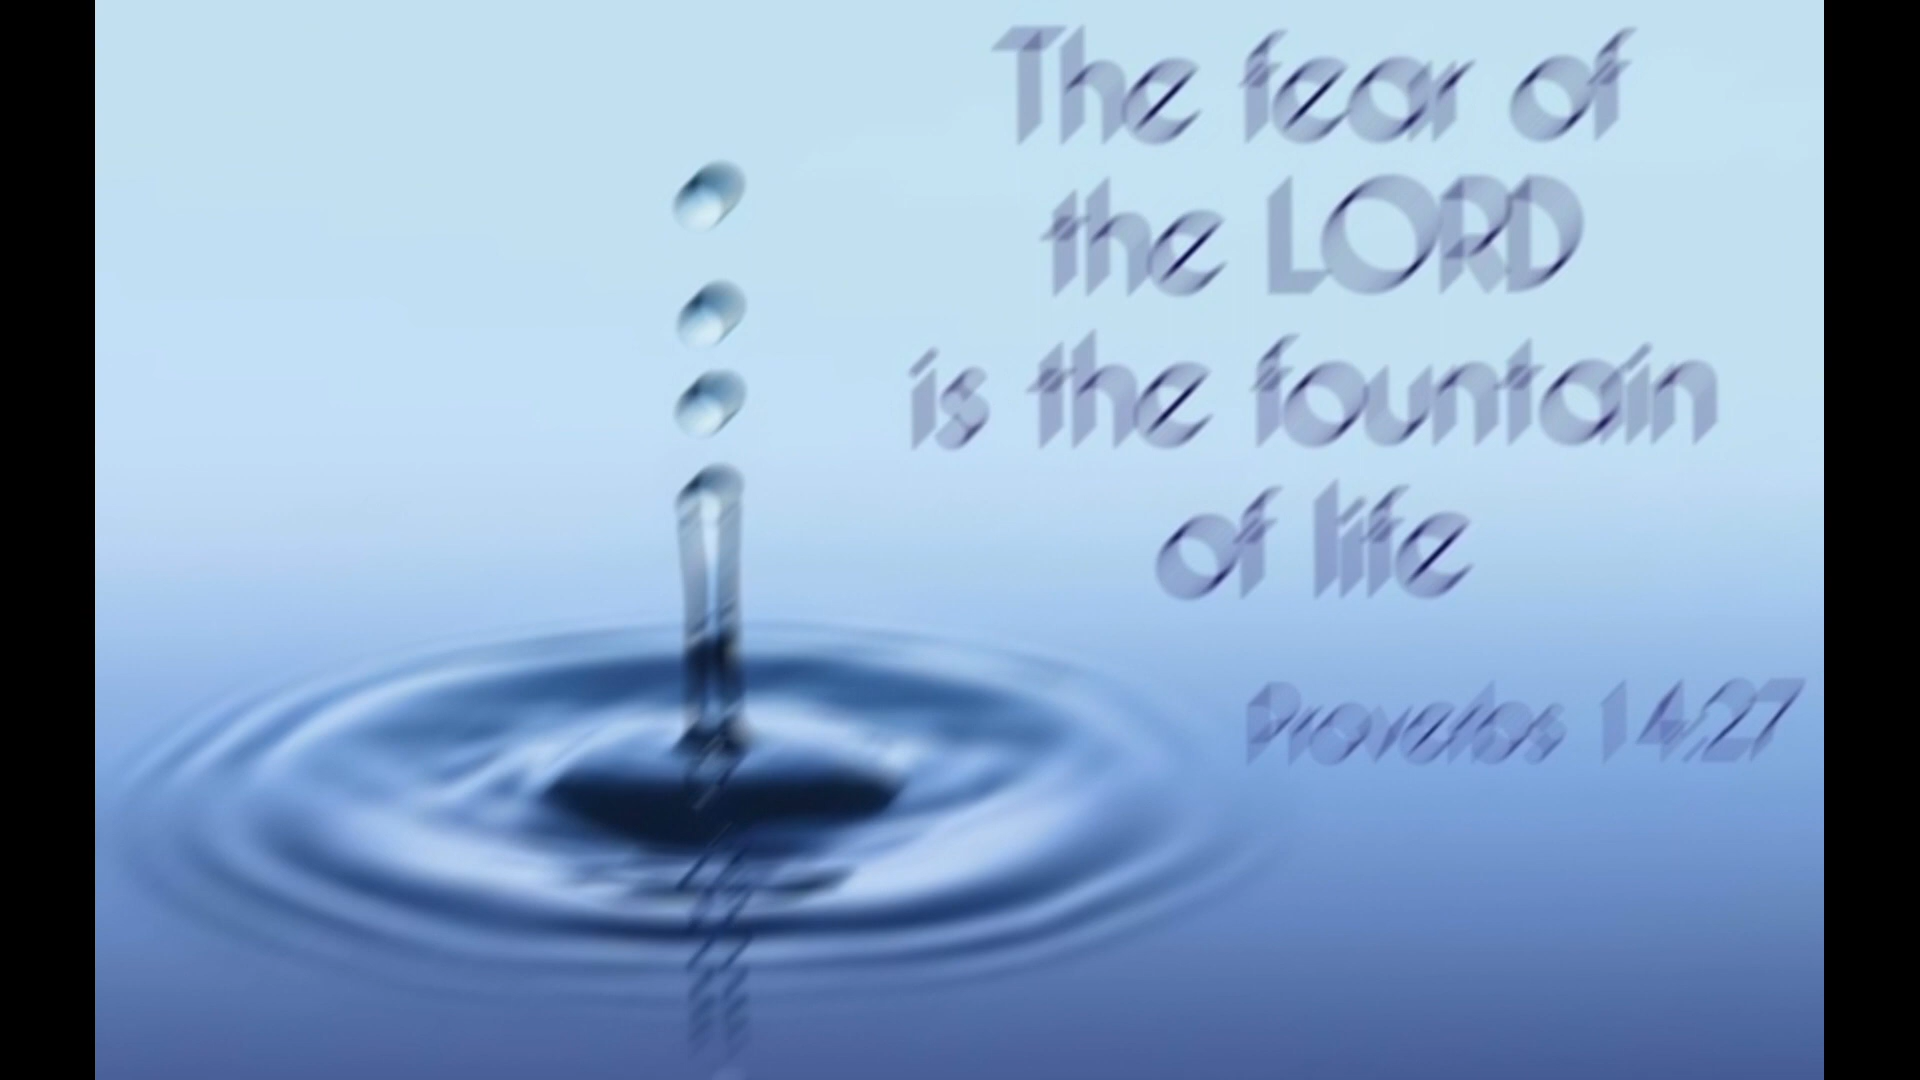 The fear of
the LORD
is the fountain
of life
Proverbs 14:27